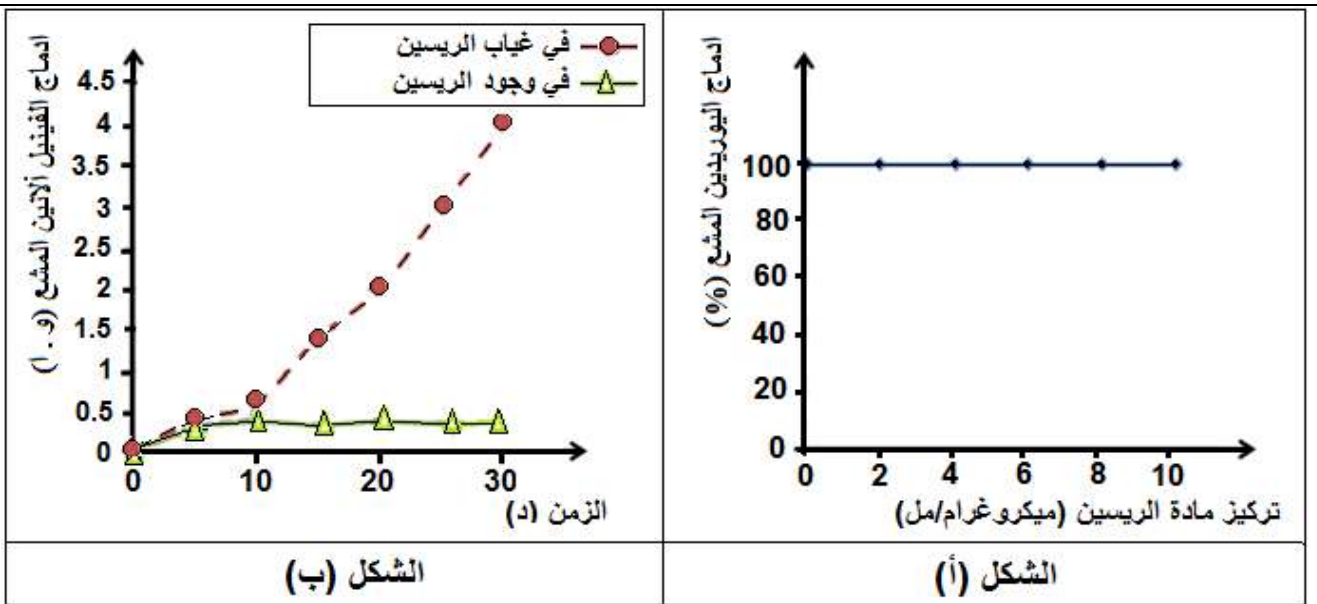 ادماج اليوريدين المشع (%)
100
80
60
40
20
0
0 2 4 6 8 10
تركيز مادة الريسين (ميكروغرام/مل)
الشكل (أ)
في غياب الريسين
في وجود الريسين
ادماج الفينيل ألانين المشع (و . ا)
4.5
4
3.5
3
2.5
2
1.5
1
0.5
0
0 10 20 30
الزمن (د)
الشكل (ب)